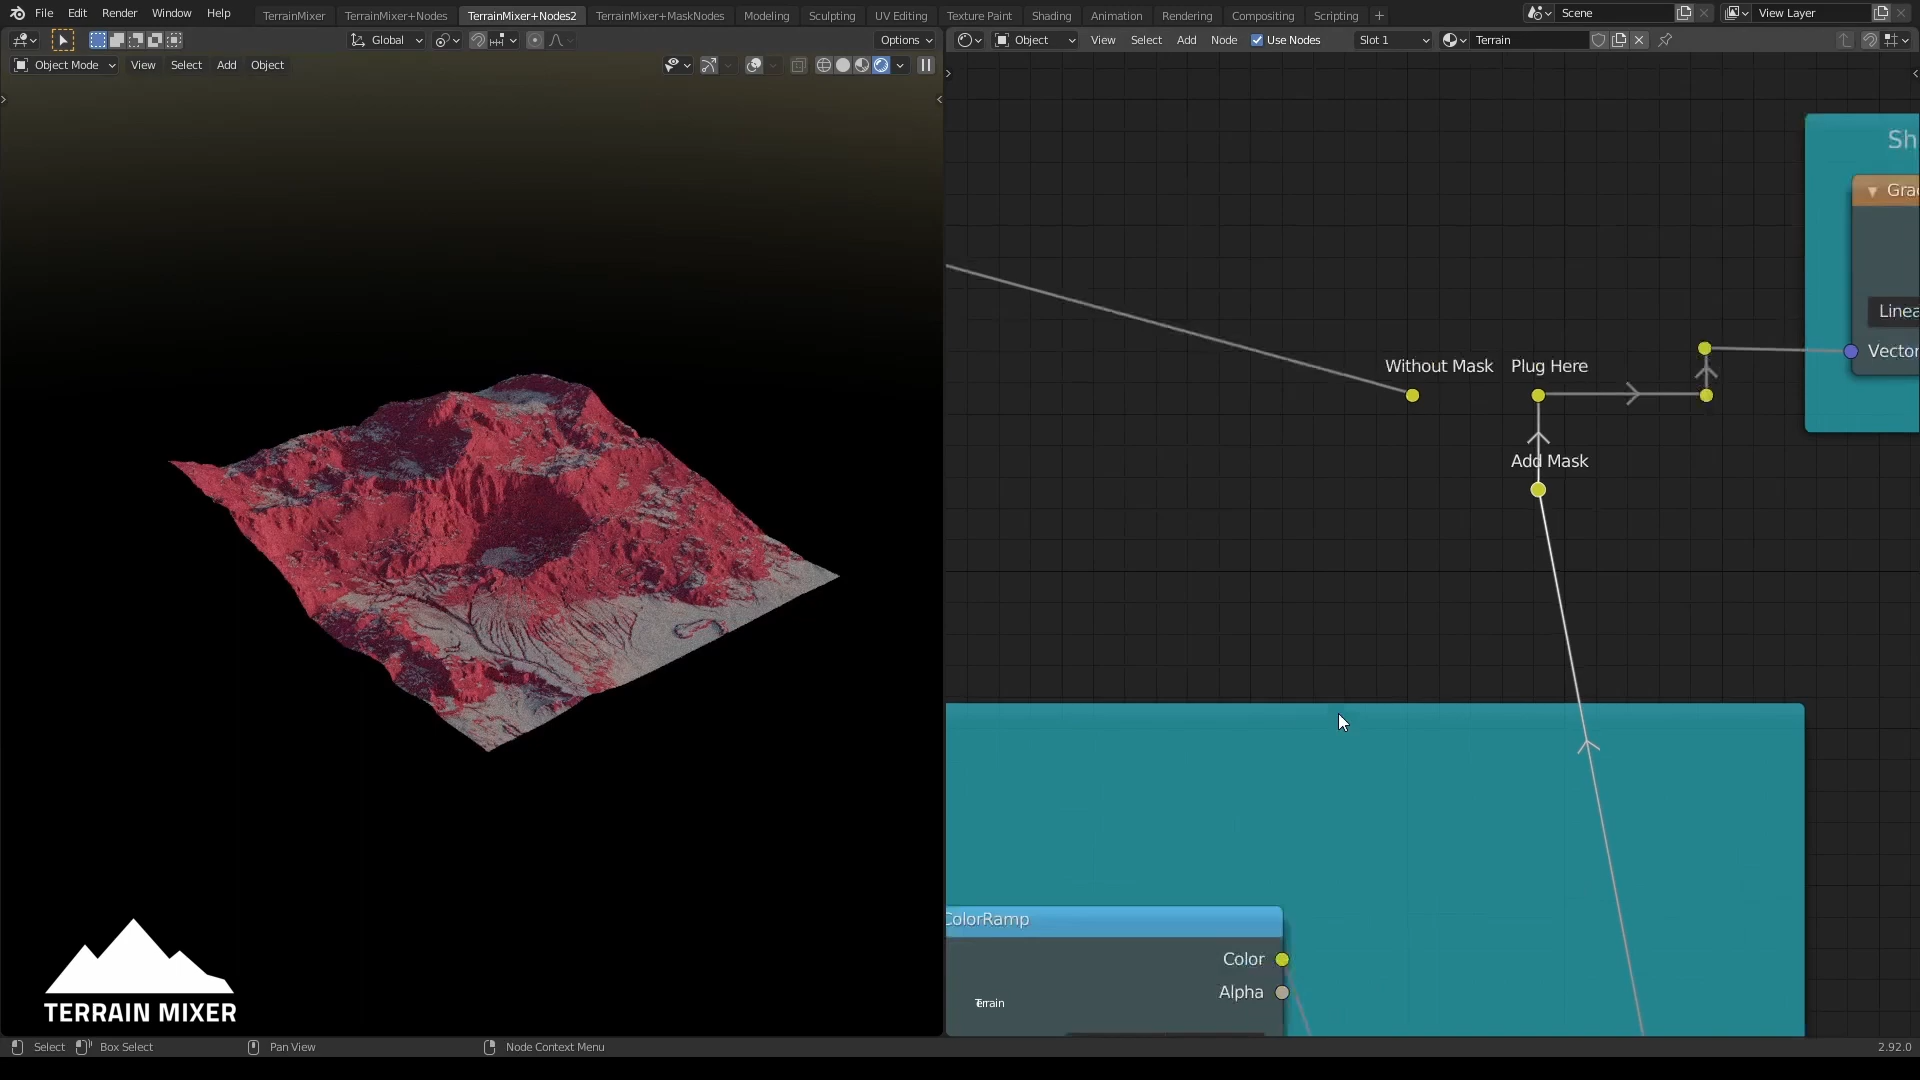 File Edit Render Window Help
TerrainMixer TerrainMixer+Nodes TerrainMixer+Nodes2 TerrainMixer+MaskNodes Modeling Sculpting UV Editing Texture Paint Shading Animation Rendering Compositing Scripting +
Scene View Layer
Global Options
Object View Select Add Node Use Nodes Slot 1 Terrain
Object Mode View Select Add Object
Sh
Gra
Linea
Vector
Without Mask Plug Here
Add Mask
ColorRamp
Color
Alpha
Terrain
TERRAIN MIXER
Select Box Select Pan View Node Context Menu 2.92.0